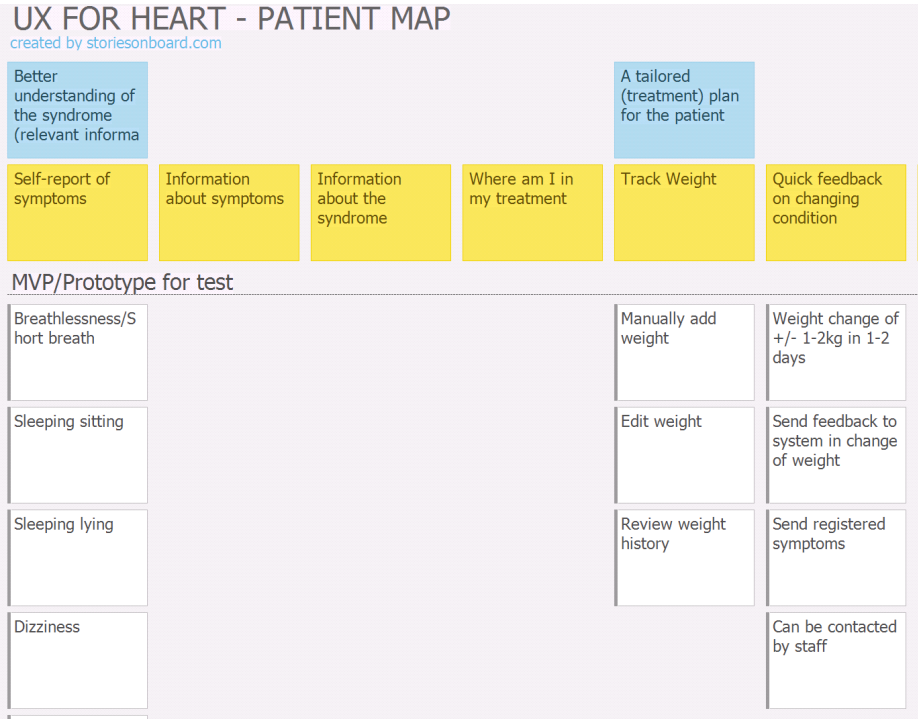 UX FOR HEART - PATIENT MAP
created by storiesonboard.com
Better
understanding of
the syndrome
(relevant informa
A tailored
(treatment) plan
for the patient
Self-report of
symptoms
Information
about symptoms
Information
about the
syndrome
Where am I in
my treatment
Track Weight
Quick feedback
on changing
condition
MVP/Prototype for test
Breathlessness/S
hort breath
Manually add
weight
Weight change of
+/- 1-2kg in 1-2
days
Sleeping sitting
Edit weight
Send feedback to
system in change
of weight
Sleeping lying
Review weight
history
Send registered
symptoms
Dizziness
Can be contacted
by staff